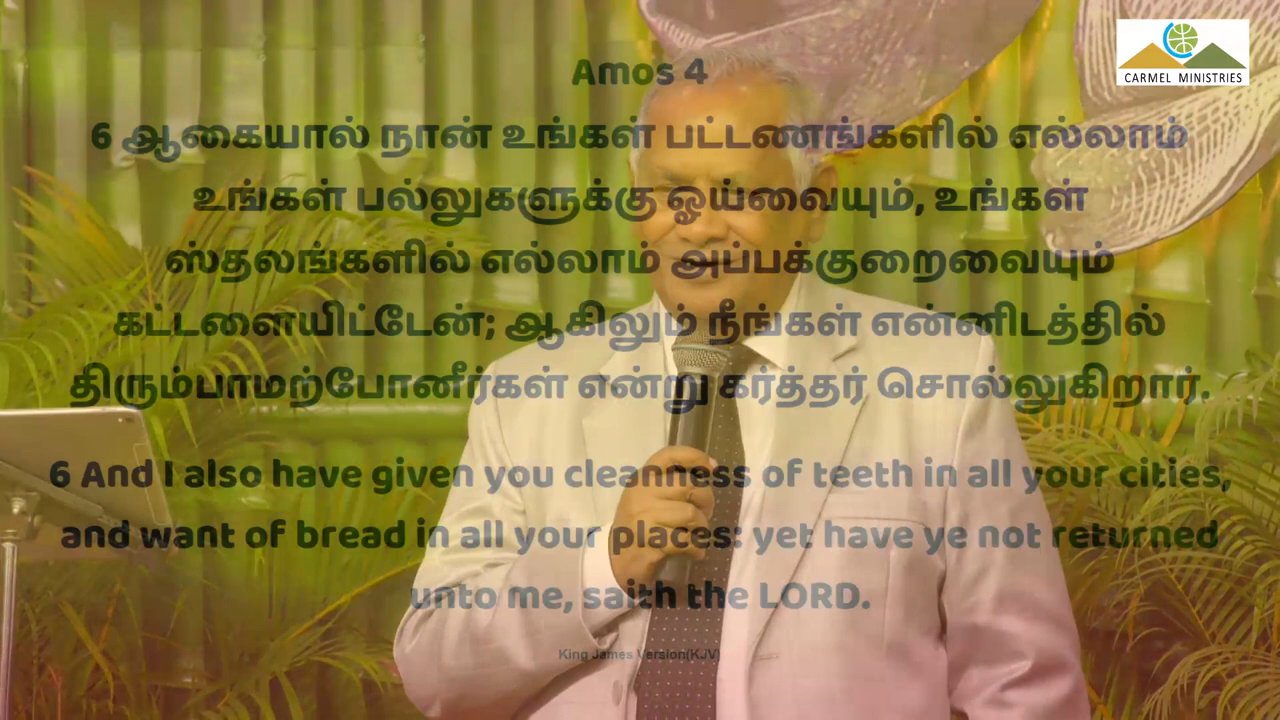 CARMEL MINISTRIES
Amos 4
6 ஆகையால் நான் உங்கள் பட்டணங்களில் எல்லாம்
உங்கள் பல்லுகளுக்கு ஓய்வையும், உங்கள்
ஸ்தலங்களில் எல்லாம் அப்பக்குறைவையும்
கட்டளையிட்டேன்; ஆகிலும் நீங்கள் என்னிடத்தில்
திரும்பாமற்போனீர்கள் என்று கர்த்தர் சொல்லுகிறார்.
6 And I also have given you cleanness of teeth in all your cities,
and want of bread in all your places: yet have ye not returned
unto me, saith the LORD.
King James Version(KJV)